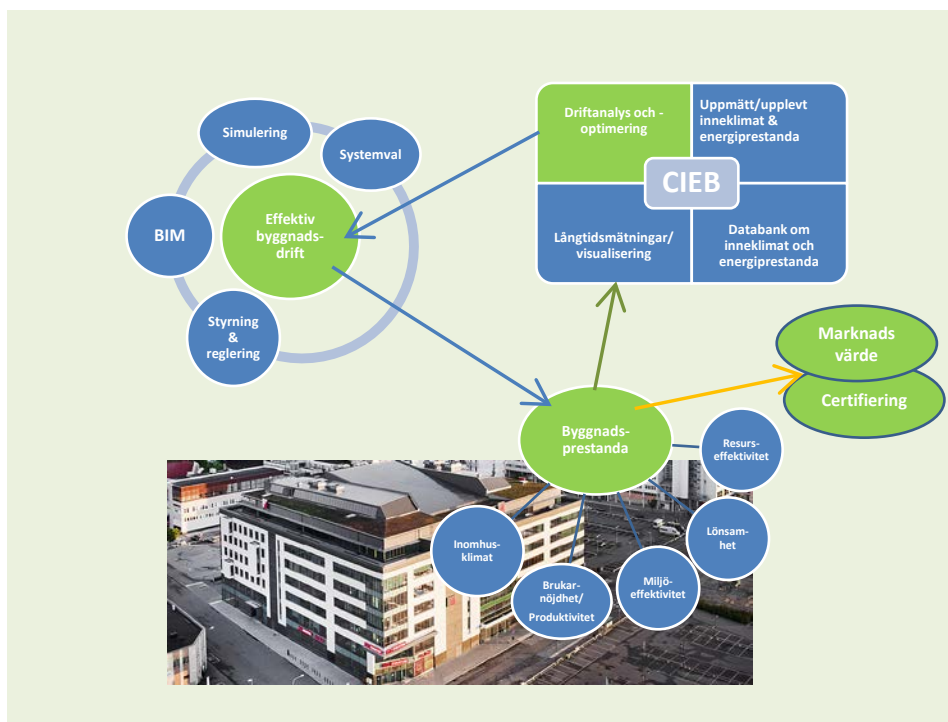 Simulering
Systemval
BIM
Effektiv
byggnads-
drift
Styrning
&
reglering
Driftanalys och -
optimering
Uppmätt/upplevt
inneklimat &
energiprestanda
CIEB
Långtidsmätningar/
visualisering
Databank om
inneklimat och
energiprestanda
Marknads
värde
Certifiering
Byggnads-
prestanda
Resurs-
effektivitet
Lönsam-
het
Miljö-
effektivitet
Brukar-
nöjdhet/
Produktivitet
Inomhus-
klimat